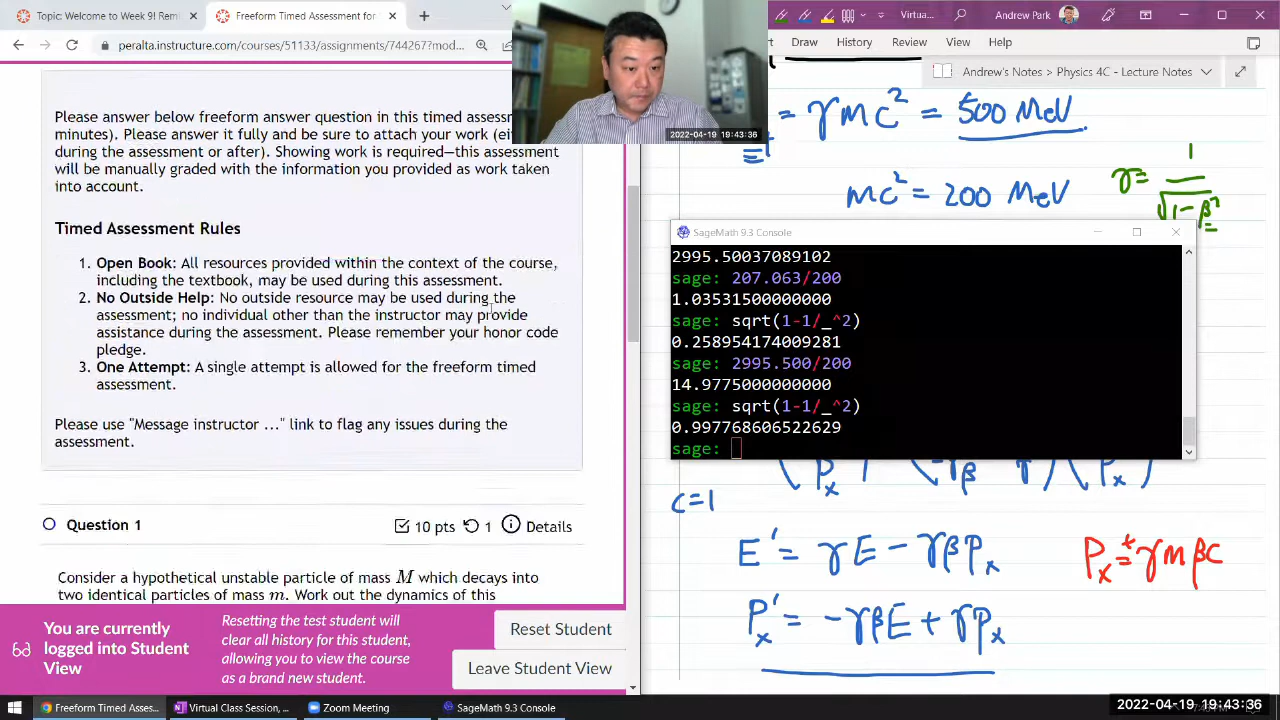 Topic: Welcome to Week 9! Rem
Freeform Timed Assessment for
peralta.instructure.com/courses/51133/assignments/744267?mod...
Please answer below freeform answer question in this timed assess
minutes). Please answer it fully and be sure to attach your work (ei
uring the assessment or after). Showing work is required—this assessment
will be manually graded with the information you provided as work taken
into account.
Timed Assessment Rules
1. Open Book: All resources provided within the context of the course,
including the textbook, may be used during this assessment.
2. No Outside Help: No outside resource may be used during the
assessment; no individual other than the instructor may provide
assistance during the assessment. Please remember your honor code
pledge.
3. One Attempt: A single attempt is allowed for the freeform timed
assessment.
Please use "Message instructor ..." link to flag any issues during the
assessment.
Question 1
10 pts
1
Details
Consider a hypothetical unstable particle of mass M which decays into
two identical particles of mass m. Work out the dynamics of this
You are currently
logged into Student
View
Resetting the test student will
clear all history for this student,
allowing you to view the course
as a brand new student.
Reset Student
Leave Student View
2022-04-19 19:43:36
Virtua...
Andrew Park
Draw
History
Review
View
Help
Andrew's Notes > Physics 4C - Lecture Notes
= γmc² = 500 MeV
mc² = 200 MeV
γ = 1/√1-β²
SageMath 9.3 Console
2995.50037089102
sage: 207.063/200
1.03531500000000
sage: sqrt(1-1/_^2)
0.258954174009281
sage: 2995.500/200
14.9775000000000
sage: sqrt(1-1/_^2)
0.997768606522629
sage:
Pₓ -γβ γ Pₓ
c=1
E' = γE - γβPₓ
Pₓ = ± γmβc
Pₓ' = -γβE + γPₓ
Freeform Timed Asses...
Virtual Class Session, ...
Zoom Meeting
SageMath 9.3 Console
2022-04-19 19:43:36